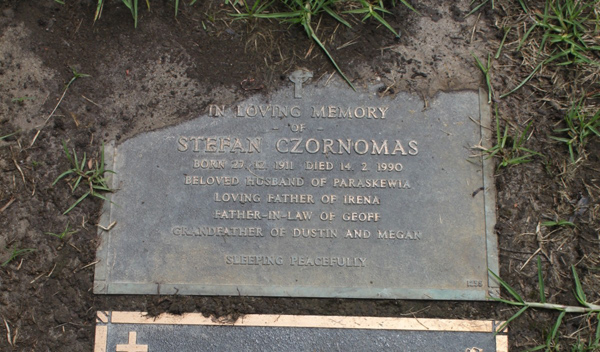 IN LOVING MEMORY
- OF -
STEFAN CZORNOMAS
BORN 27. 12. 1911 DIED 14. 2. 1990
BELOVED HUSBAND OF PARASKEWIA
LOVING FATHER OF IRENA
FATHER-IN-LAW OF GEOFF
GRANDFATHER OF DUSTIN AND MEGAN
SLEEPING PEACEFULLY